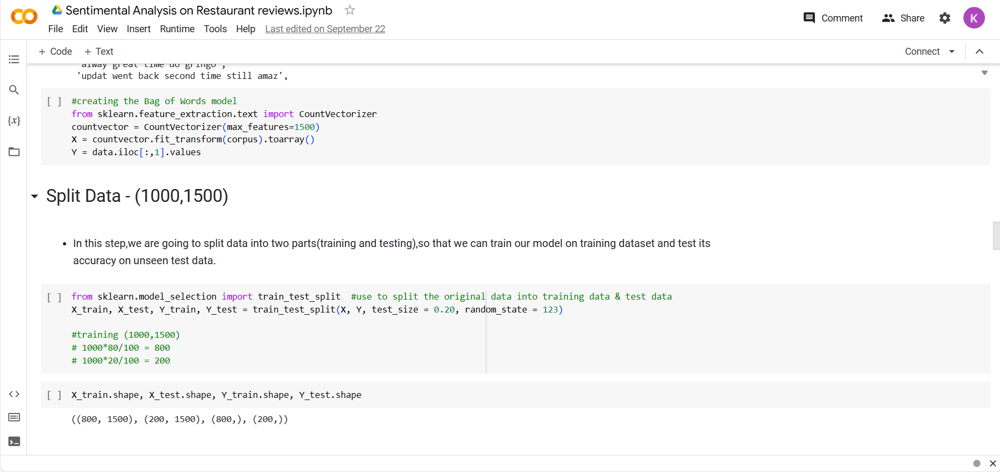 Sentimental Analysis on Restaurant reviews.ipynb
File Edit View Insert Runtime Tools Help Last edited on September 22
Comment Share K
+ Code + Text Connect
'alway great time do gringo',
'updat went back second time still amaz',
{x}
[ ] #creating the Bag of Words model
from sklearn.feature_extraction.text import CountVectorizer
countvector = CountVectorizer(max_features=1500)
X = countvector.fit_transform(corpus).toarray()
Y = data.iloc[:,1].values
Split Data - (1000,1500)
• In this step,we are going to split data into two parts(training and testing),so that we can train our model on training dataset and test its
accuracy on unseen test data.
[ ] from sklearn.model_selection import train_test_split  #use to split the original data into training data & test data
X_train, X_test, Y_train, Y_test = train_test_split(X, Y, test_size = 0.20, random_state = 123)
#training (1000,1500)
# 1000*80/100 = 800
# 1000*20/100 = 200
[ ] X_train.shape, X_test.shape, Y_train.shape, Y_test.shape
((800, 1500), (200, 1500), (800,), (200,))